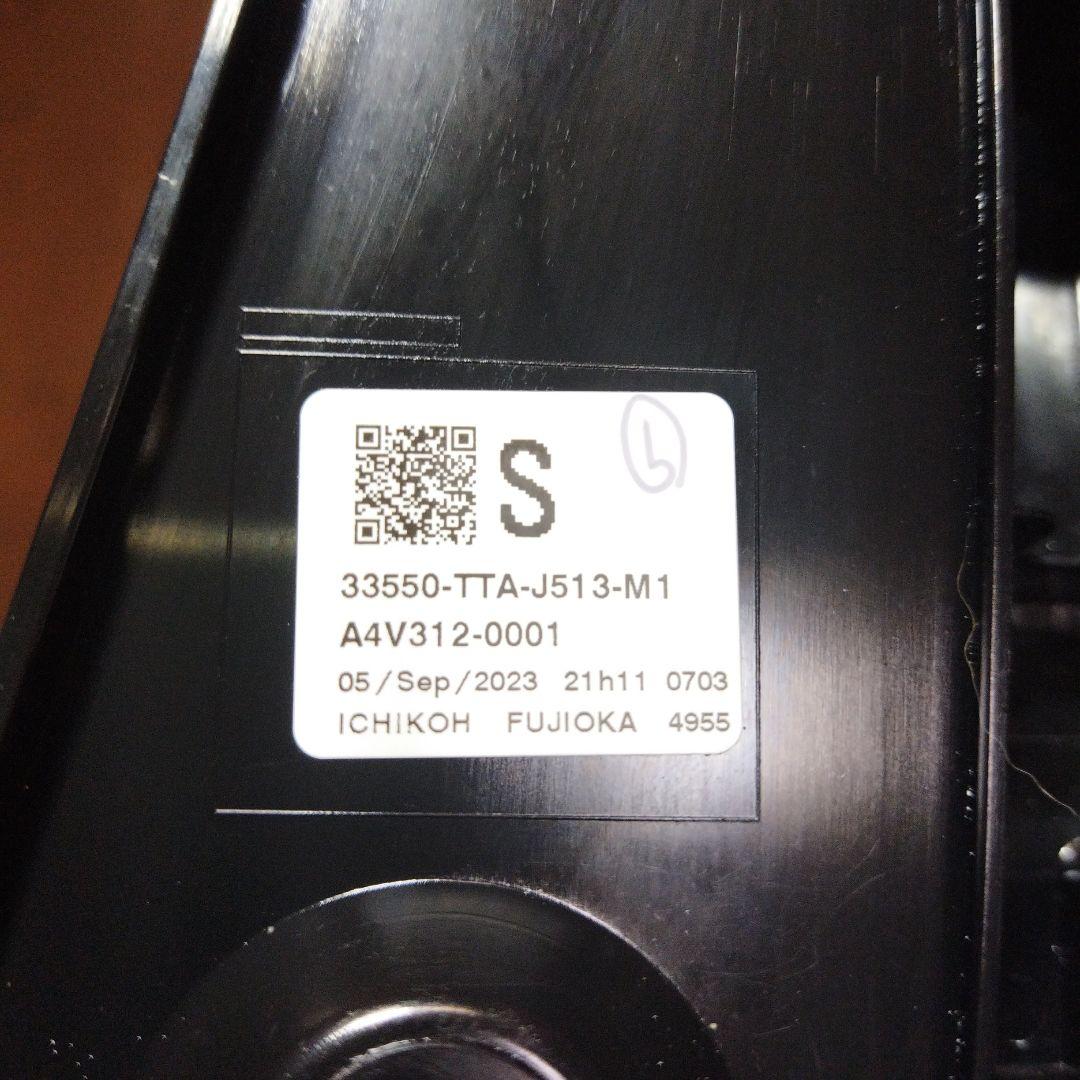 S
33550-TTA-J513-M1
A4V312-0001
05/Sep/2023 21h11 0703
ICHIKOH FUJIOKA 4955